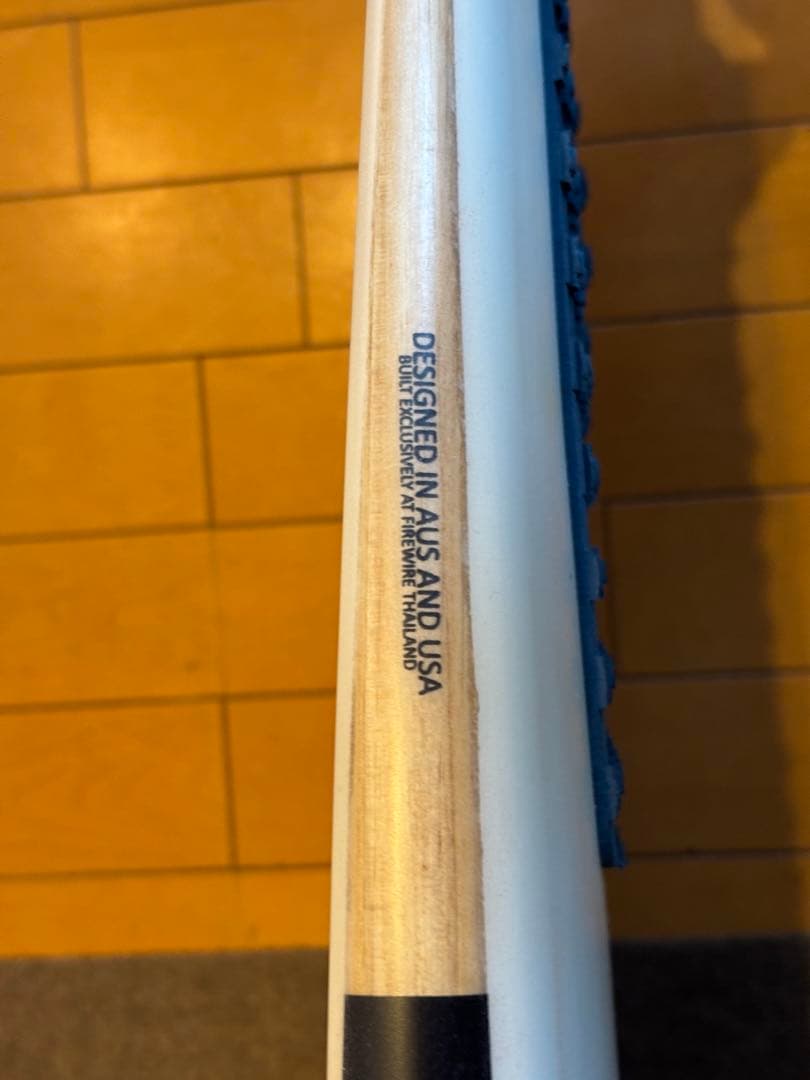 DESIGNED IN AUS AND USA
BUILT EXCLUSIVELY AT FIREWIRE THAILAND